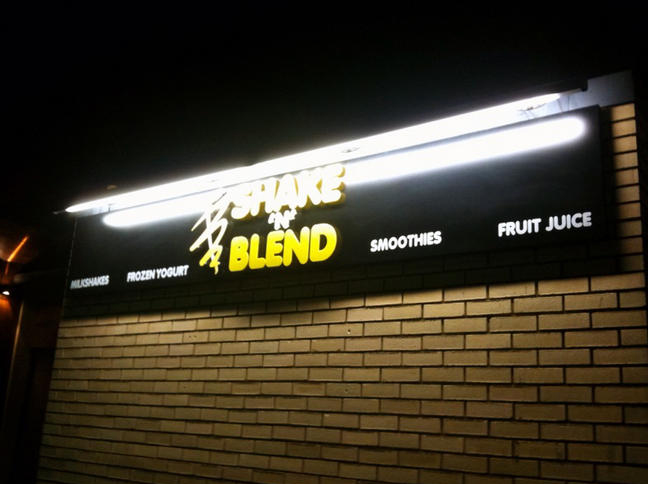 SHAKE
'N'
BLEND
MILKSHAKES
FROZEN YOGURT
SMOOTHIES
FRUIT JUICE